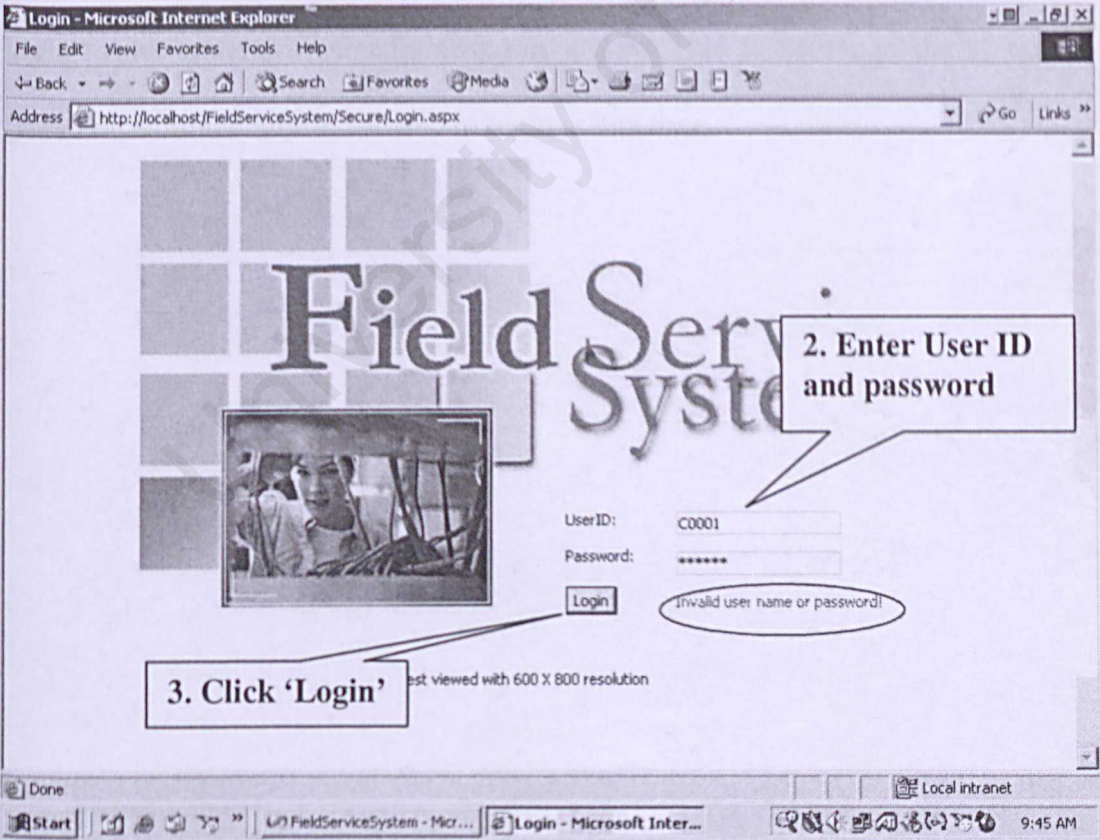 Login - Microsoft Internet Explorer
File Edit View Favorites Tools Help
Back Search Favorites Media
Address http://localhost/FieldServiceSystem/Secure/Login.aspx Go Links »
Field Servi
Syste
2. Enter User ID
and password
UserID: C0001
Password: ******
Login Invalid user name or password!
3. Click ‘Login’
est viewed with 600 X 800 resolution
Done Local intranet
Start » FieldServiceSystem - Micr... Login - Microsoft Inter... 9:45 AM